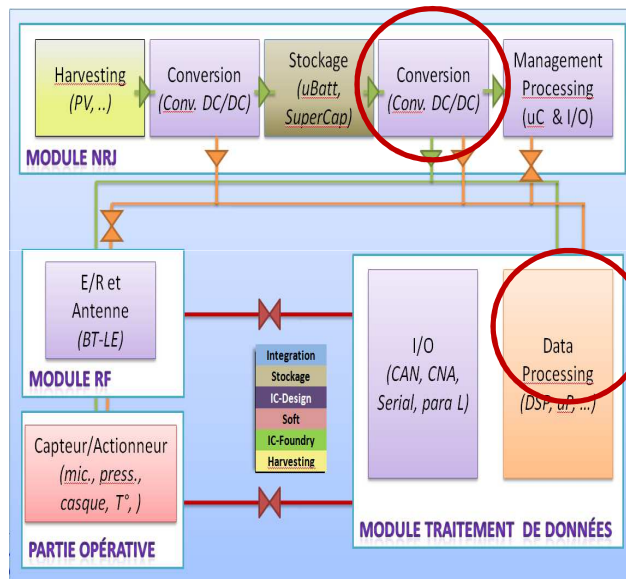 Harvesting
(PV, ..)
Conversion
(Conv. DC/DC)
Stockage
(uBatt,
SuperCap)
Conversion
(Conv. DC/DC)
Management
Processing
(uC & I/O)
MODULE NRJ
E/R et
Antenne
(BT-LE)
MODULE RF
Capteur/Actionneur
(mic., press.,
casque, T°, )
PARTIE OPÉRATIVE
Integration
Stockage
IC-Design
Soft
IC-Foundry
Harvesting
I/O
(CAN, CNA,
Serial, para L)
Data
Processing
(DSP, uP, ...)
MODULE TRAITEMENT DE DONNÉES